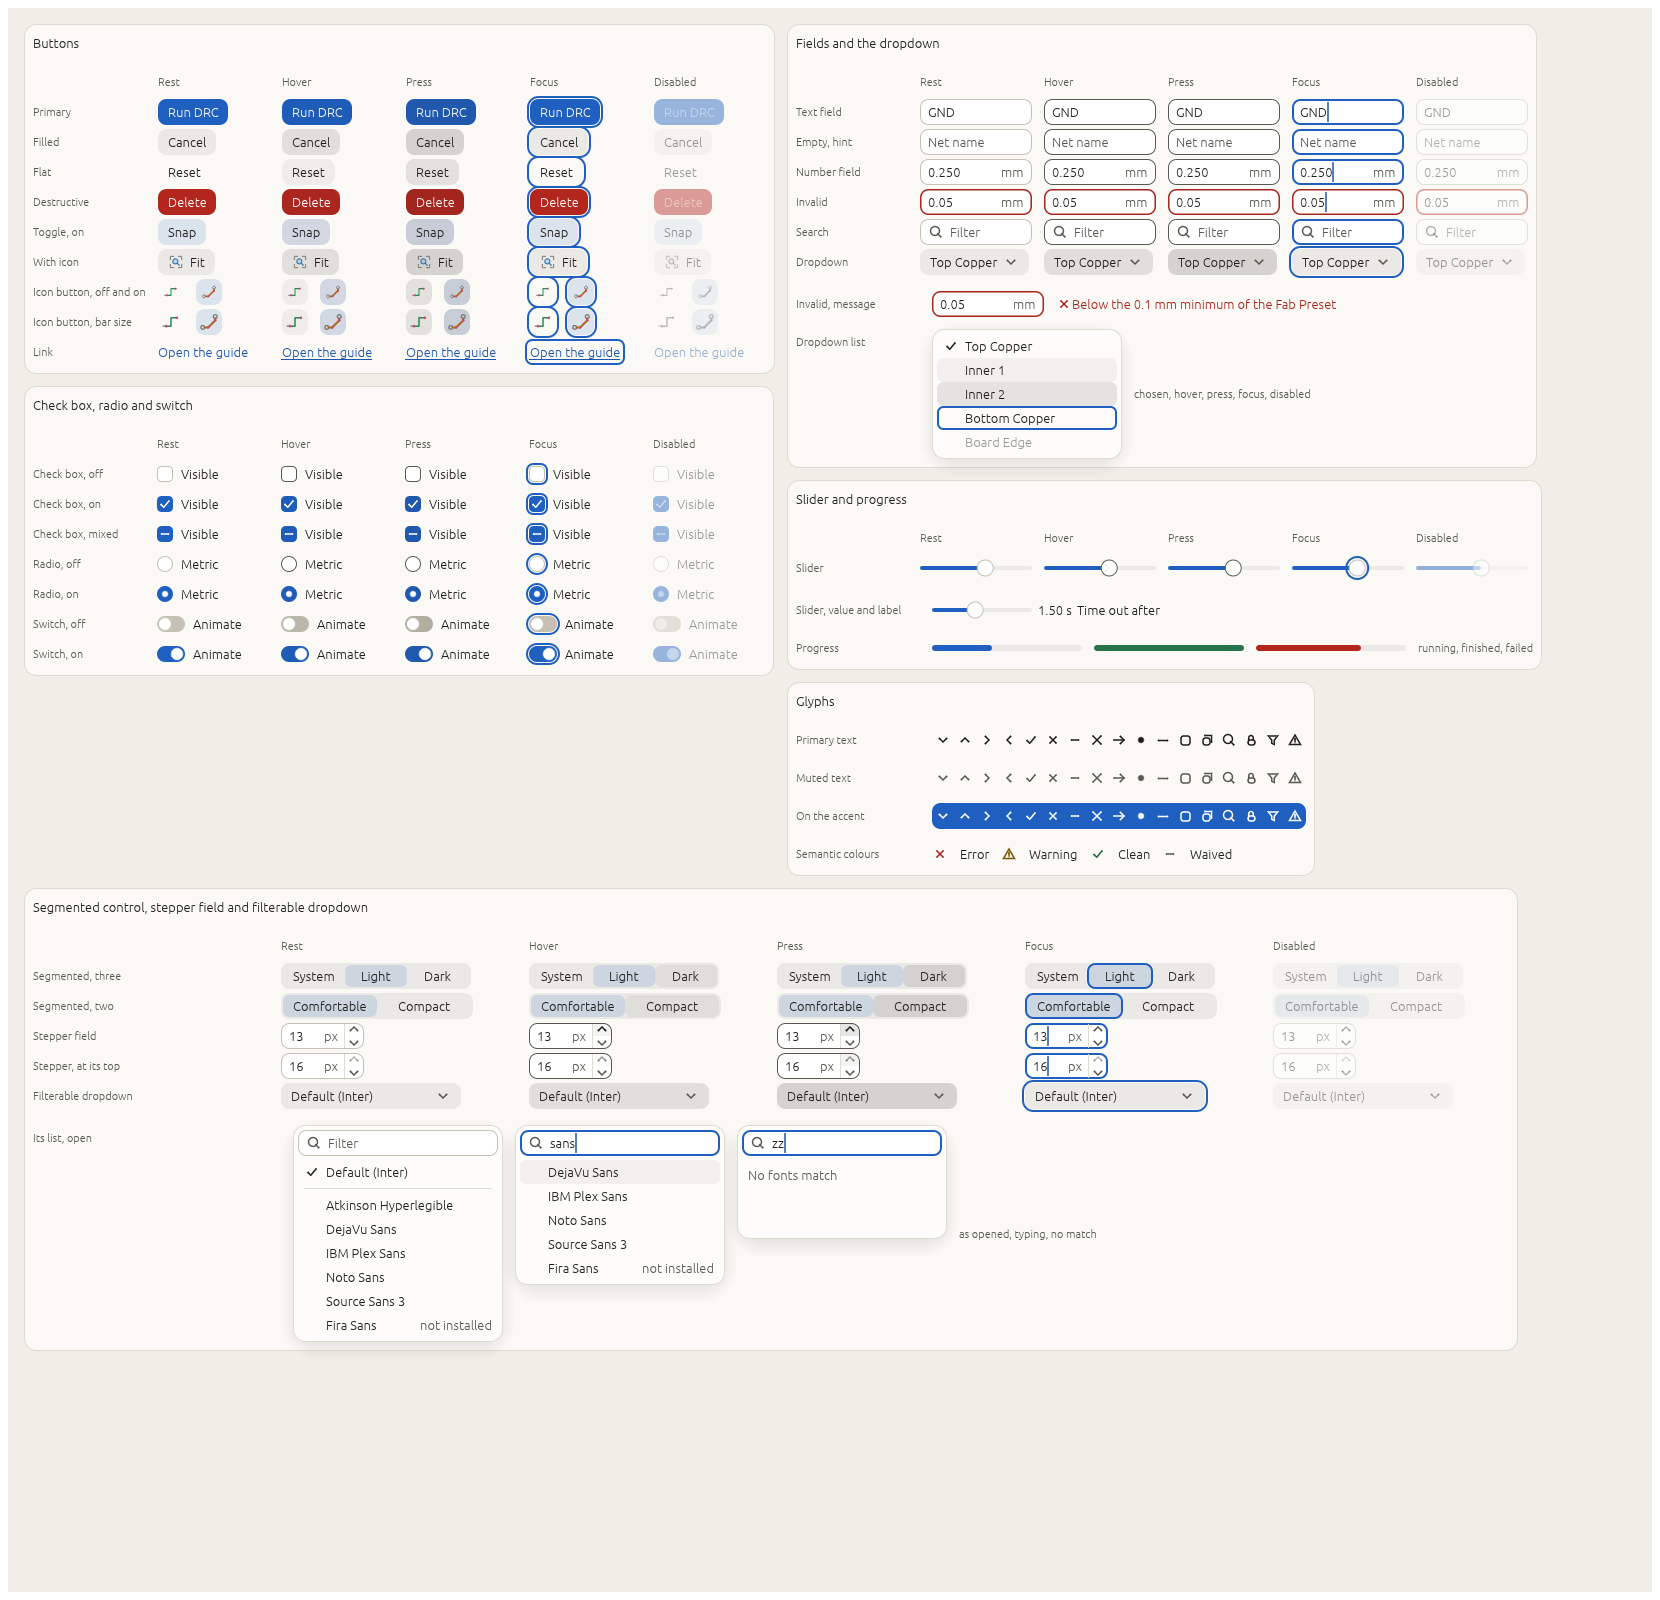 Buttons
Rest Hover Press Focus Disabled
Primary Run DRC Run DRC Run DRC Run DRC Run DRC
Filled Cancel Cancel Cancel Cancel Cancel
Flat Reset Reset Reset Reset Reset
Destructive Delete Delete Delete Delete Delete
Toggle, on Snap Snap Snap Snap Snap
With icon Fit Fit Fit Fit Fit
Icon button, off and on
Icon button, bar size
Link Open the guide Open the guide Open the guide Open the guide Open the guide
Fields and the dropdown
Rest Hover Press Focus Disabled
Text field GND GND GND GND GND
Empty, hint Net name Net name Net name Net name Net name
Number field 0.250 mm 0.250 mm 0.250 mm 0.250 mm 0.250 mm
Invalid 0.05 mm 0.05 mm 0.05 mm 0.05 mm 0.05 mm
Search Filter Filter Filter Filter Filter
Dropdown Top Copper Top Copper Top Copper Top Copper Top Copper
Invalid, message 0.05 mm Below the 0.1 mm minimum of the Fab Preset
Dropdown list Top Copper
Inner 1
Inner 2
chosen, hover, press, focus, disabled
Bottom Copper
Board Edge
Check box, radio and switch
Rest Hover Press Focus Disabled
Check box, off Visible Visible Visible Visible Visible
Check box, on Visible Visible Visible Visible Visible
Check box, mixed Visible Visible Visible Visible Visible
Radio, off Metric Metric Metric Metric Metric
Radio, on Metric Metric Metric Metric Metric
Switch, off Animate Animate Animate Animate Animate
Switch, on Animate Animate Animate Animate Animate
Slider and progress
Rest Hover Press Focus Disabled
Slider
Slider, value and label 1.50 s Time out after
Progress running, finished, failed
Glyphs
Primary text
Muted text
On the accent
Semantic colours Error Warning Clean Waived
Segmented control, stepper field and filterable dropdown
Rest Hover Press Focus Disabled
Segmented, three System Light Dark System Light Dark System Light Dark System Light Dark System Light Dark
Segmented, two Comfortable Compact Comfortable Compact Comfortable Compact Comfortable Compact Comfortable Compact
Stepper field 13 px 13 px 13 px 13 px 13 px
Stepper, at its top 16 px 16 px 16 px 16 px 16 px
Filterable dropdown Default (Inter) Default (Inter) Default (Inter) Default (Inter) Default (Inter)
Its list, open
Filter
Default (Inter)
Atkinson Hyperlegible
DejaVu Sans
IBM Plex Sans
Noto Sans
Source Sans 3
Fira Sans not installed
sans
DejaVu Sans
IBM Plex Sans
Noto Sans
Source Sans 3
Fira Sans not installed
zz
No fonts match
as opened, typing, no match